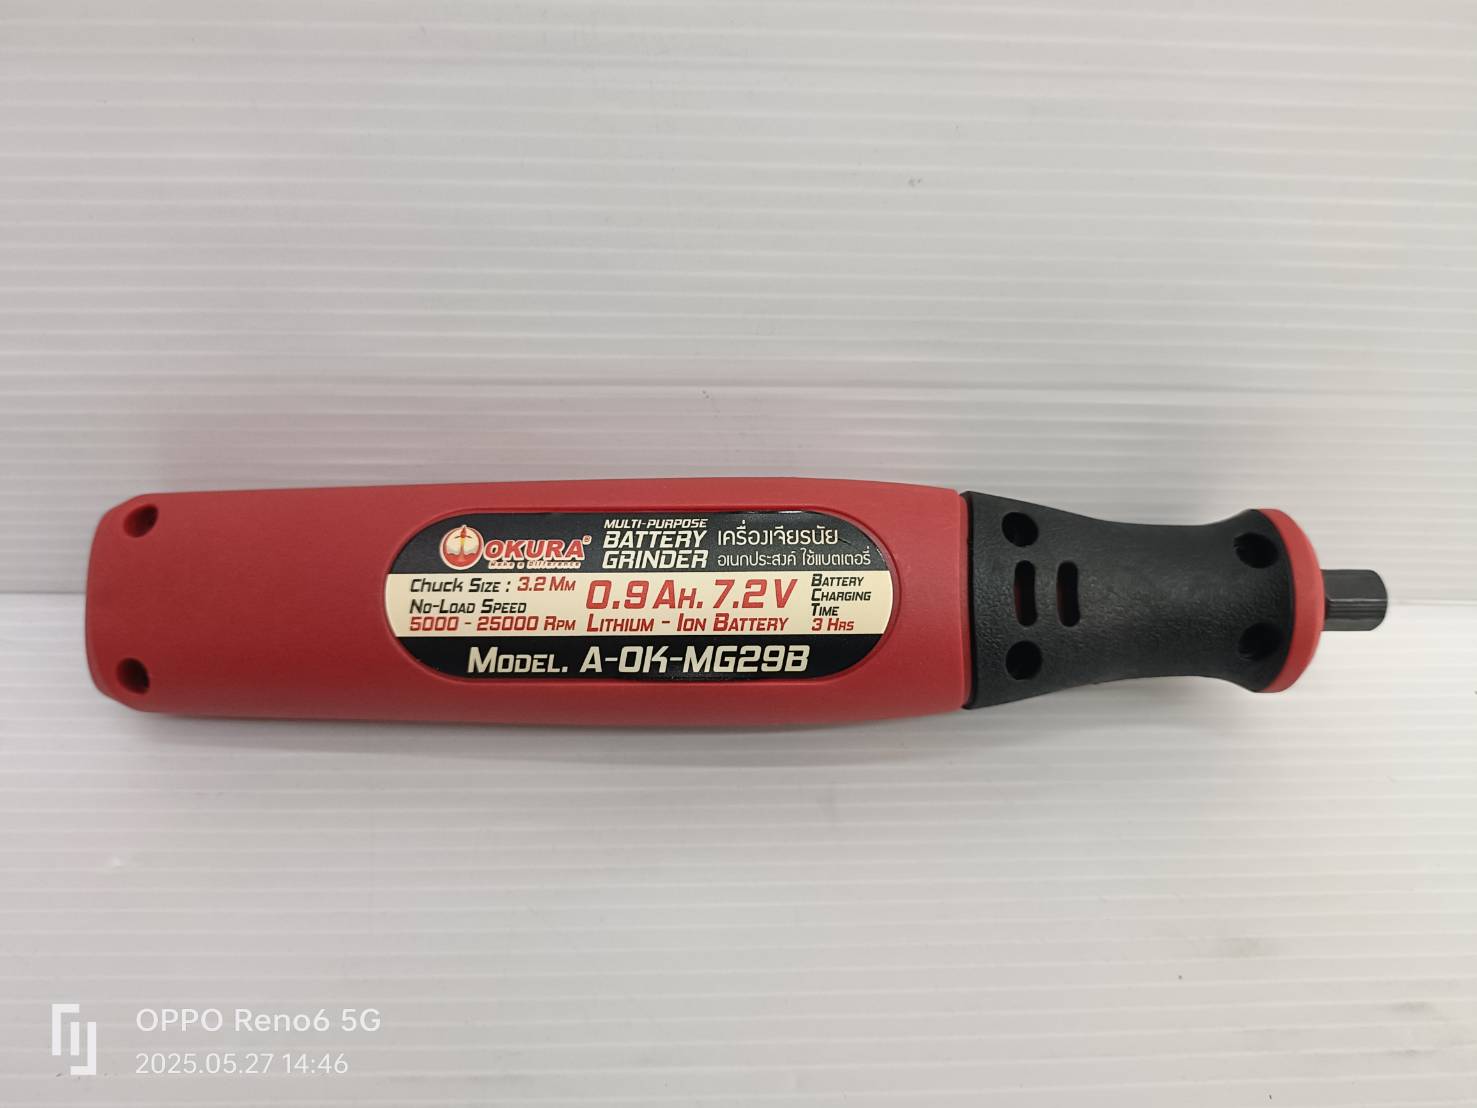 OKURA®
Make a Difference
MULTI-PURPOSE
BATTERY
GRINDER
เครื่องเจียรนัย
อเนกประสงค์ ใช้แบตเตอรี่
Chuck Size : 3.2 Mm
No-Load Speed
5000 - 25000 Rpm
0.9 Ah. 7.2 V
Lithium - Ion Battery
Battery
Charging
Time
3 Hrs
Model. A-OK-MG29B
OPPO Reno6 5G
2025.05.27 14:46